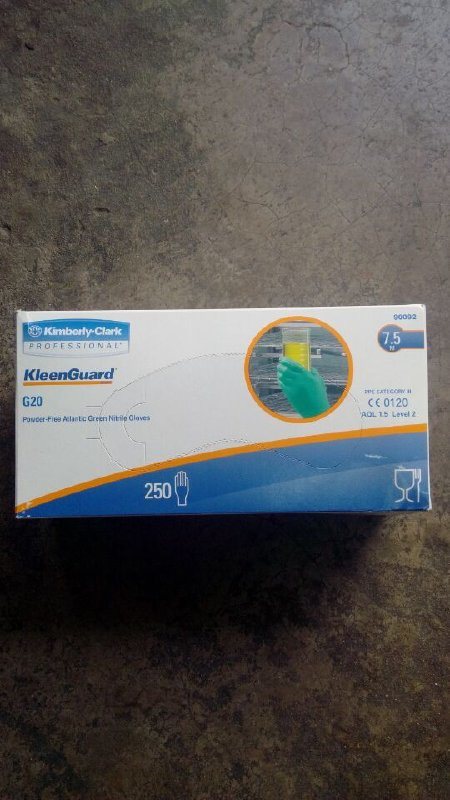 Kimberly-Clark
PROFESSIONAL*
KleenGuard*
G20
Powder-Free Atlantic Green Nitrile Gloves
250
90092
7.5
M
PPE CATEGORY III
CE 0120
AQL 1.5 Level 2